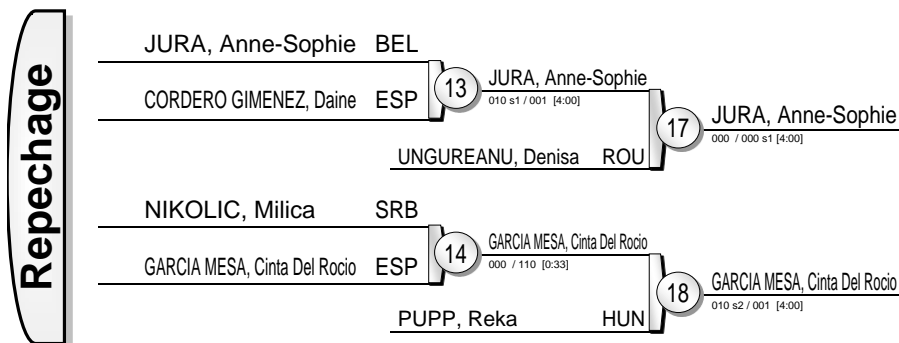 Repechage
JURA, Anne-Sophie BEL
CORDERO GIMENEZ, Daine ESP
13
JURA, Anne-Sophie
010 s1 / 001 [4:00]
UNGUREANU, Denisa ROU
17
JURA, Anne-Sophie
000 / 000 s1 [4:00]
NIKOLIC, Milica SRB
GARCIA MESA, Cinta Del Rocio ESP
14
GARCIA MESA, Cinta Del Rocio
000 / 110 [0:33]
PUPP, Reka HUN
18
GARCIA MESA, Cinta Del Rocio
010 s2 / 001 [4:00]